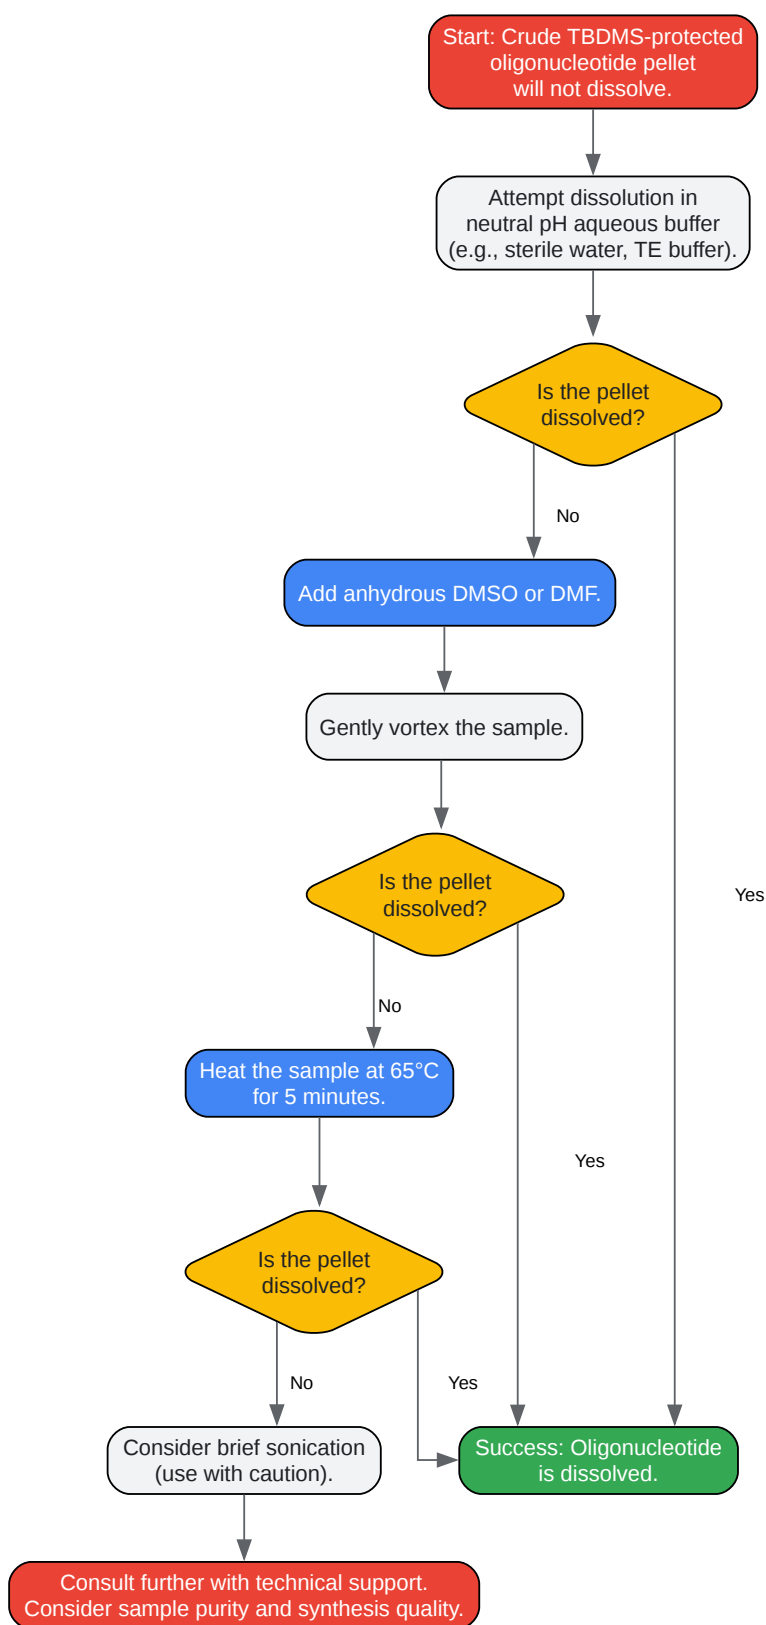 Start: Crude TBDMS-protected
oligonucleotide pellet
will not dissolve.
Attempt dissolution in
neutral pH aqueous buffer
(e.g., sterile water, TE buffer).
Is the pellet
dissolved?
No
Add anhydrous DMSO or DMF.
Gently vortex the sample.
Is the pellet
dissolved?
Yes
No
Heat the sample at 65°C
for 5 minutes.
Yes
Is the pellet
dissolved?
No
Yes
Consider brief sonication
(use with caution).
Success: Oligonucleotide
is dissolved.
Consult further with technical support.
Consider sample purity and synthesis quality.